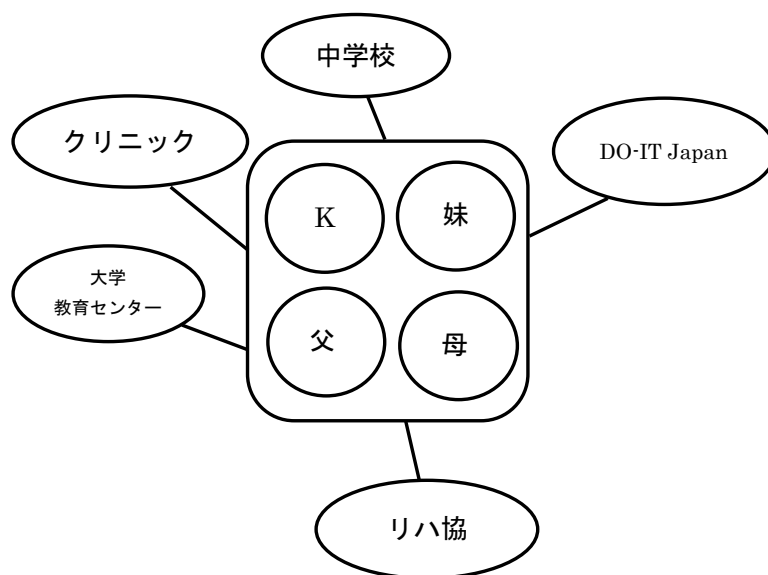 中学校
クリニック
DO-IT Japan
K
妹
大学
教育センター
父
母
リハ協